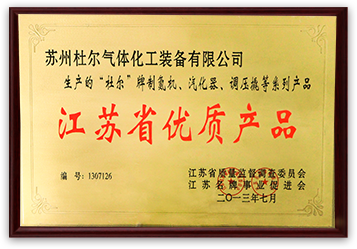 苏州杜尔气体化工装备有限公司
生产的“杜尔”牌制氮机、汽化器、调压撬等系列产品
江苏省优质产品
编号:1307126
江苏省质量监督调查委员会
江苏名牌事业促进会
二〇一三年七月